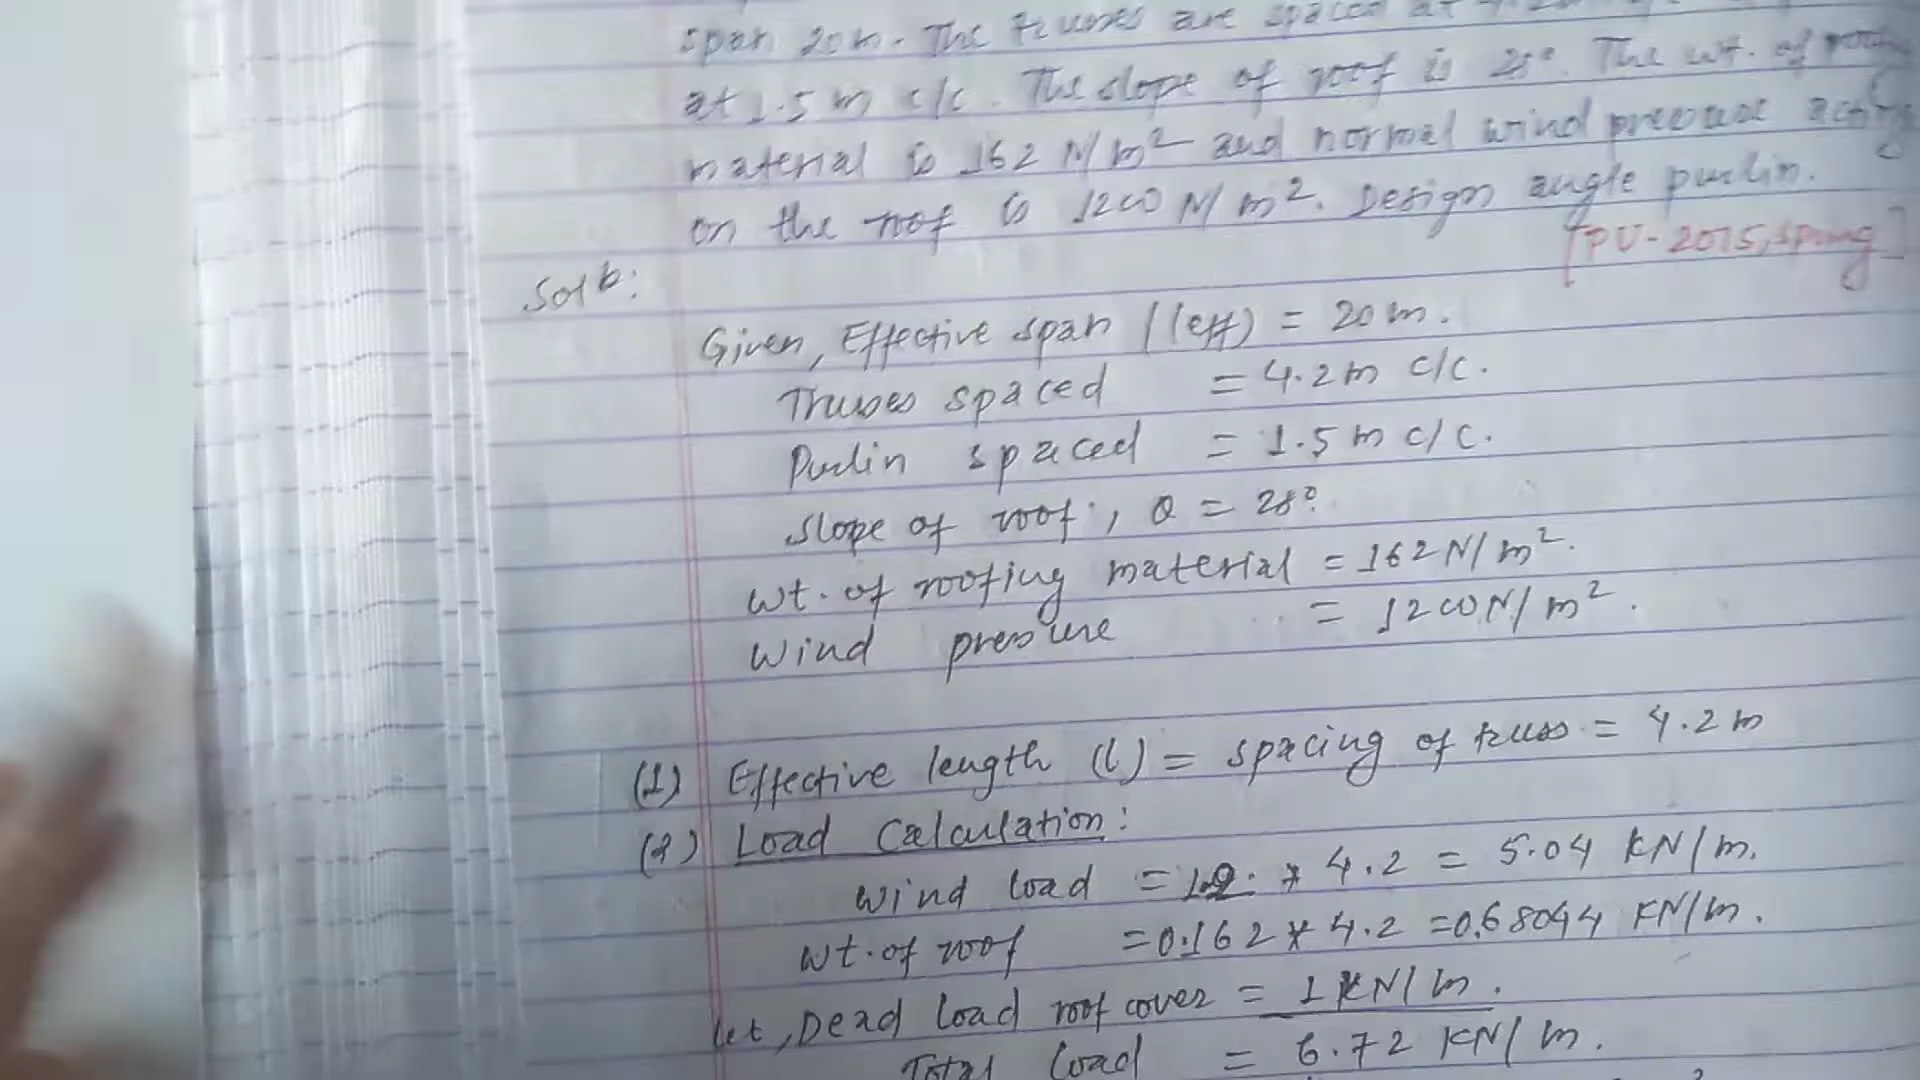 span 20m. The trusses are spaced at 4.2m
at 1.5 m c/c. The slope of roof is 28°. The wt. of
material is 162 N/m² and normal wind pressure acting
on the roof is 1200 N/m². Design angle purlin.
[PU-2015, spring]
Soln:
Given, Effective span (leff) = 20m.
Trusses spaced = 4.2m c/c.
Purlin spaced = 1.5 m c/c.
Slope of roof, θ = 28°.
Wt. of roofing material = 162 N/m².
Wind pressure = 1200N/m².
(1) Effective length (l) = spacing of truss = 4.2 m
(2) Load Calculation:
Wind load = 1.2 * 4.2 = 5.04 KN/m.
Wt. of roof = 0.162 * 4.2 = 0.68044 KN/m.
Let, Dead load roof cover = 1 KN/m.
Total load = 6.72 KN/m.